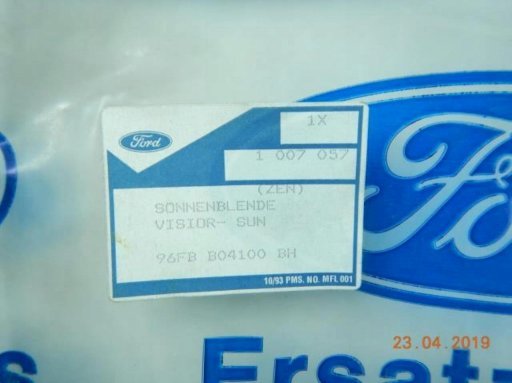 Ford
1X
1 007 057
(ZEN)
SONNENBLENDE
VISIOR- SUN
96FB B04100 BH
10/93 PMS. NO. MFL 001
Fo
23.04.2019
s
Ersat